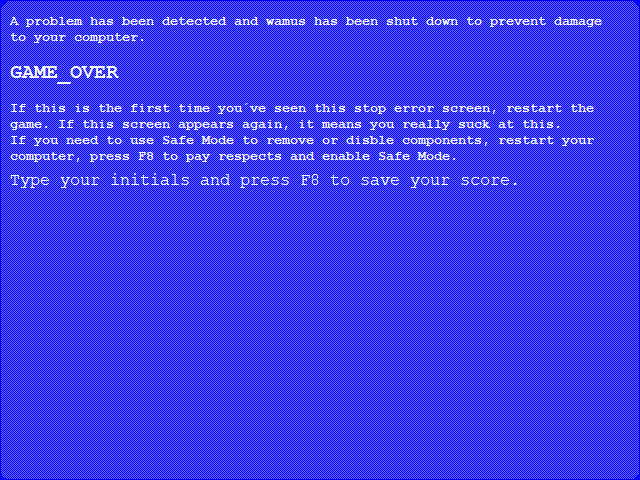 A problem has been detected and wamus has been shut down to prevent damage
to your computer.
GAME_OVER
If this is the first time you´ve seen this stop error screen, restart the
game. If this screen appears again, it means you really suck at this.
If you need to use Safe Mode to remove or disble components, restart your
computer, press F8 to pay respects and enable Safe Mode.
Type your initials and press F8 to save your score.